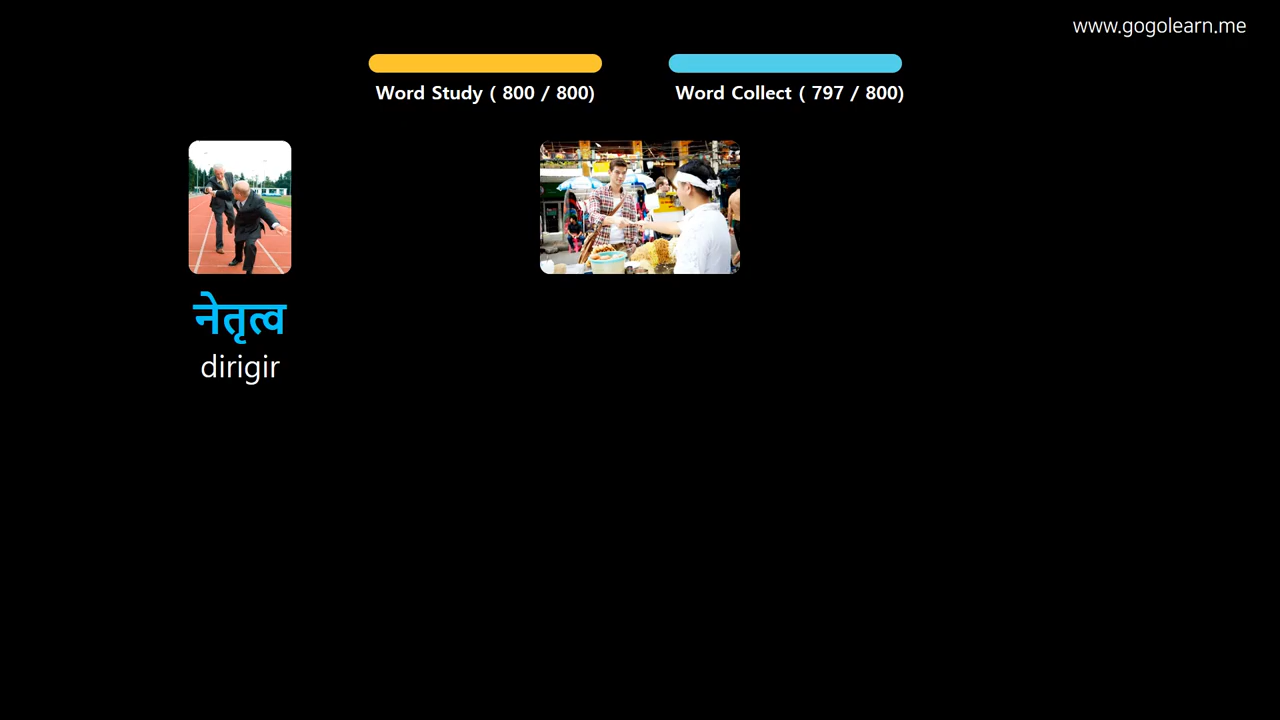 www.gogolearn.me
Word Study ( 800 / 800)
Word Collect ( 797 / 800)
नेतृत्व
dirigir